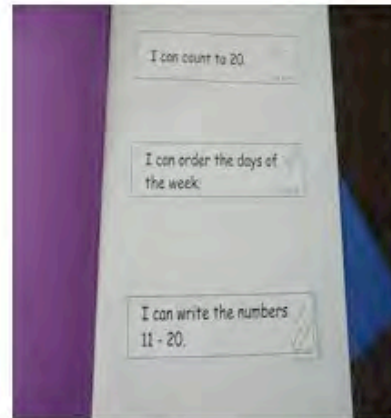 I can count to 20.
I can order the days of
the week.
I can write the numbers
11 - 20.